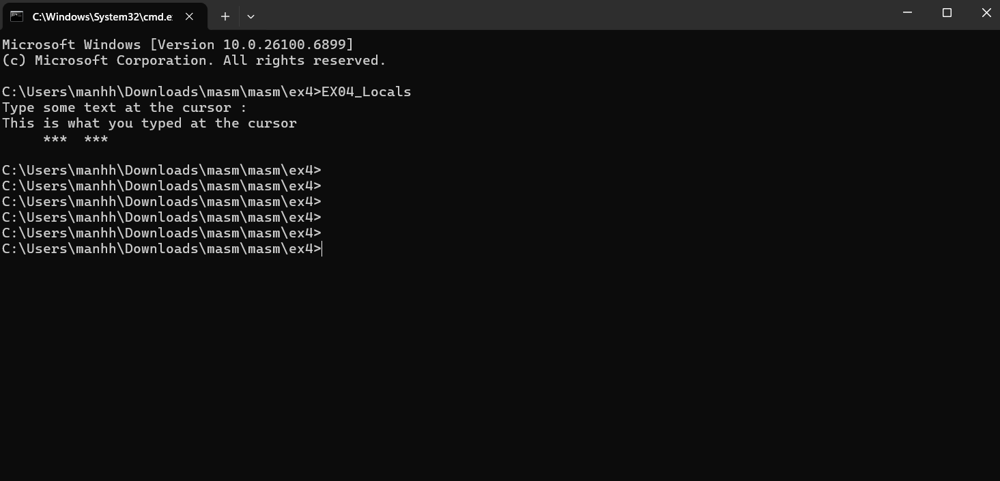 C:\Windows\System32\cmd.e
Microsoft Windows [Version 10.0.26100.6899]
(c) Microsoft Corporation. All rights reserved.
C:\Users\manhh\Downloads\masm\masm\ex4>EX04_Locals
Type some text at the cursor :
This is what you typed at the cursor
     ***  ***
C:\Users\manhh\Downloads\masm\masm\ex4>
C:\Users\manhh\Downloads\masm\masm\ex4>
C:\Users\manhh\Downloads\masm\masm\ex4>
C:\Users\manhh\Downloads\masm\masm\ex4>
C:\Users\manhh\Downloads\masm\masm\ex4>
C:\Users\manhh\Downloads\masm\masm\ex4>